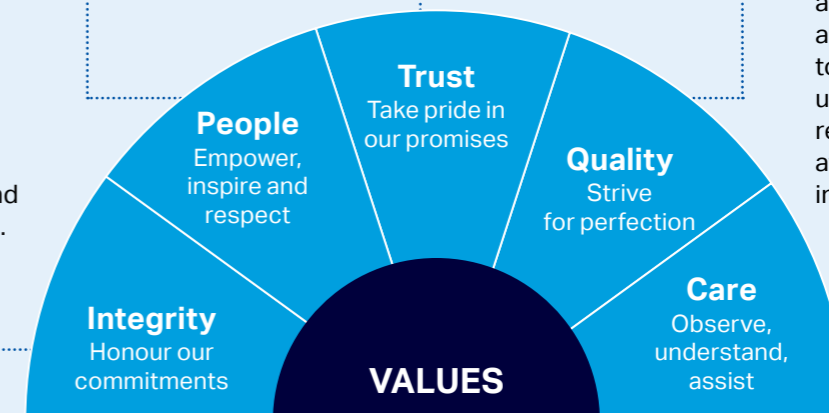 Trust
Take pride in
our promises
People
Empower,
inspire and
respect
Quality
Strive
for perfection
Integrity
Honour our
commitments
Care
Observe,
understand,
assist
VALUES